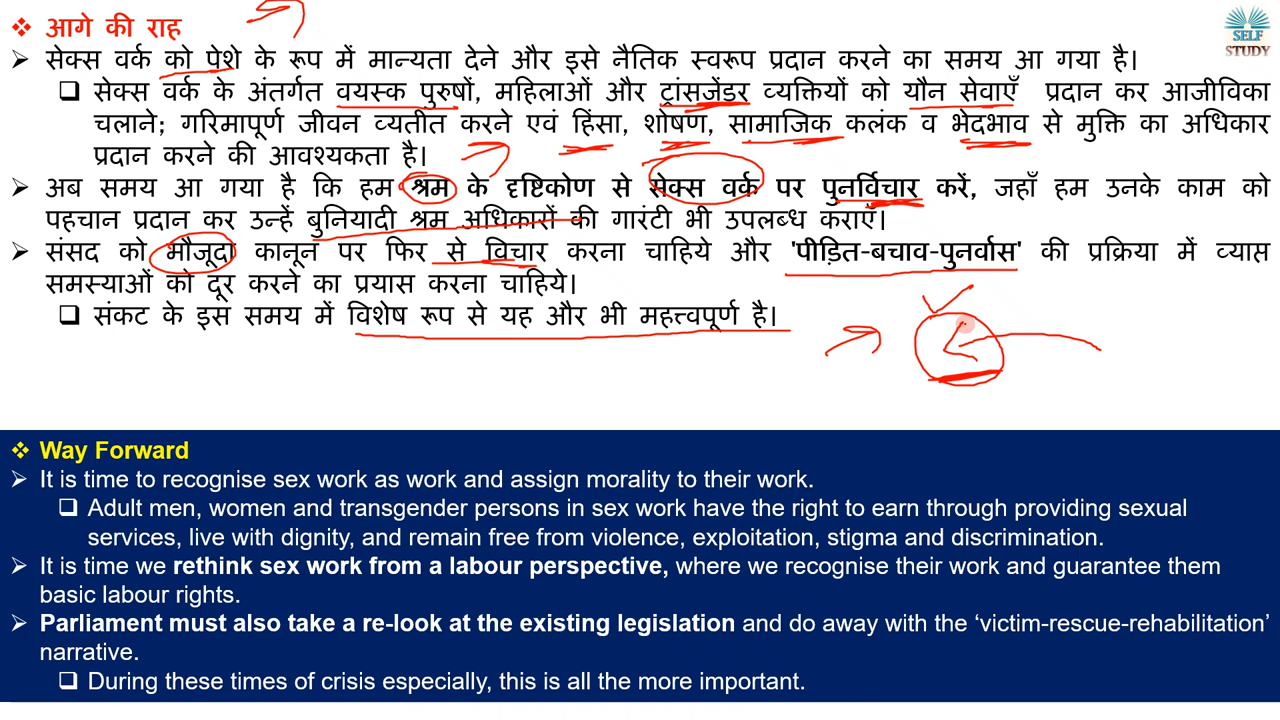 ❖ आगे की राह
SELF
STUDY
➢ सेक्स वर्क को पेशे के रूप में मान्यता देने और इसे नैतिक स्वरूप प्रदान करने का समय आ गया है।
❑ सेक्स वर्क के अंतर्गत वयस्क पुरुषों, महिलाओं और ट्रांसजेंडर व्यक्तियों को यौन सेवाएँ प्रदान कर आजीविका
चलाने; गरिमापूर्ण जीवन व्यतीत करने एवं हिंसा, शोषण, सामाजिक कलंक व भेदभाव से मुक्ति का अधिकार
प्रदान करने की आवश्यकता है।
➢ अब समय आ गया है कि हम श्रम के दृष्टिकोण से सेक्स वर्क पर पुनर्विचार करें, जहाँ हम उनके काम को
पहचान प्रदान कर उन्हें बुनियादी श्रम अधिकारों की गारंटी भी उपलब्ध कराएँ।
➢ संसद को मौजूदा कानून पर फिर से विचार करना चाहिये और 'पीड़ित-बचाव-पुनर्वास' की प्रक्रिया में व्याप्त
समस्याओं को दूर करने का प्रयास करना चाहिये।
❑ संकट के इस समय में विशेष रूप से यह और भी महत्त्वपूर्ण है।
❖ Way Forward
➢ It is time to recognise sex work as work and assign morality to their work.
❑ Adult men, women and transgender persons in sex work have the right to earn through providing sexual
services, live with dignity, and remain free from violence, exploitation, stigma and discrimination.
➢ It is time we rethink sex work from a labour perspective, where we recognise their work and guarantee them
basic labour rights.
➢ Parliament must also take a re-look at the existing legislation and do away with the ‘victim-rescue-rehabilitation’
narrative.
❑ During these times of crisis especially, this is all the more important.